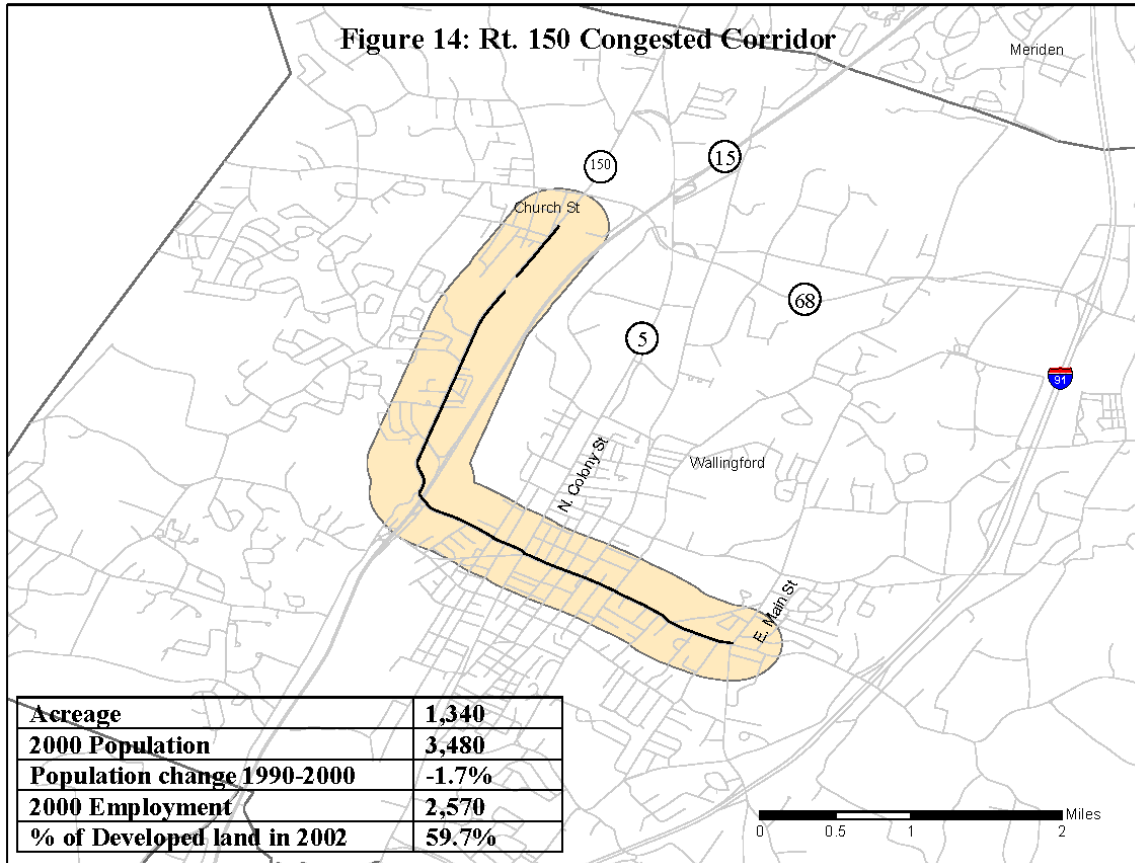 Figure 14: Rt. 150 Congested Corridor
Meriden
150
15
Church St
68
5
91
N. Colony St
Wallingford
E. Main St
Acreage 1,340
2000 Population 3,480
Population change 1990-2000 -1.7%
2000 Employment 2,570
% of Developed land in 2002 59.7%
Miles
0 0.5 1 2